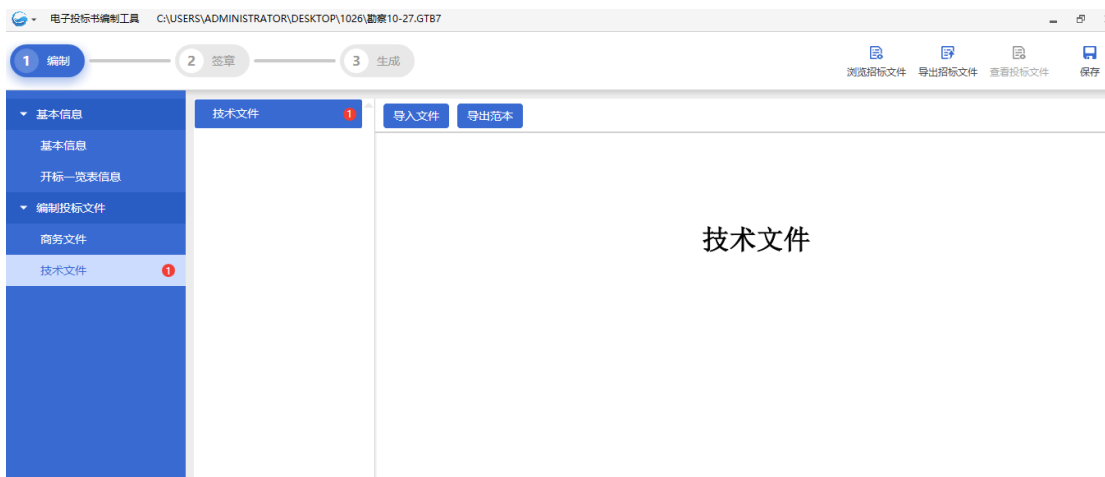 电子投标书编制工具 C:\USERS\ADMINISTRATOR\DESKTOP\1026\勘察10-27.GTB7
1 编制 2 签章 3 生成
浏览招标文件 导出招标文件 查看投标文件 保存
基本信息
基本信息
开标一览表信息
编制投标文件
商务文件
技术文件 1
技术文件 1
导入文件 导出范本
技术文件